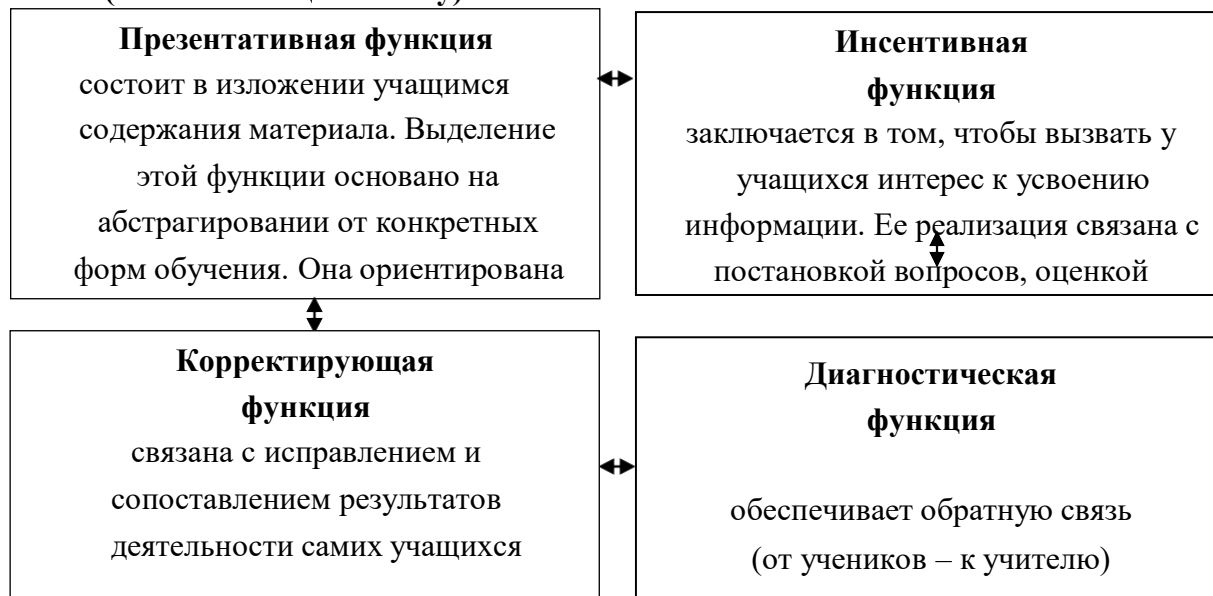 Презентативная функция
состоит в изложении учащимся
содержания материала. Выделение
этой функции основано на
абстрагировании от конкретных
форм обучения. Она ориентирована
Инсентивная
функция
заключается в том, чтобы вызвать у
учащихся интерес к усвоению
информации. Ее реализация связана с
постановкой вопросов, оценкой
Корректирующая
функция
связана с исправлением и
сопоставлением результатов
деятельности самих учащихся
Диагностическая
функция
обеспечивает обратную связь
(от учеников – к учителю)